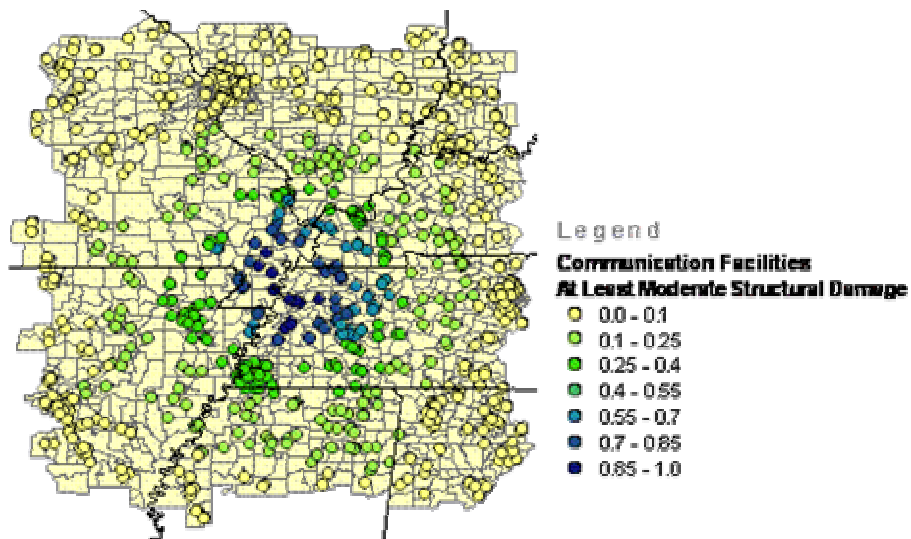 Legend
Communication Facilities
At Least Moderate Structural Damage
0.0 - 0.1
0.1 - 0.25
0.25 - 0.4
0.4 - 0.55
0.55 - 0.7
0.7 - 0.85
0.85 - 1.0